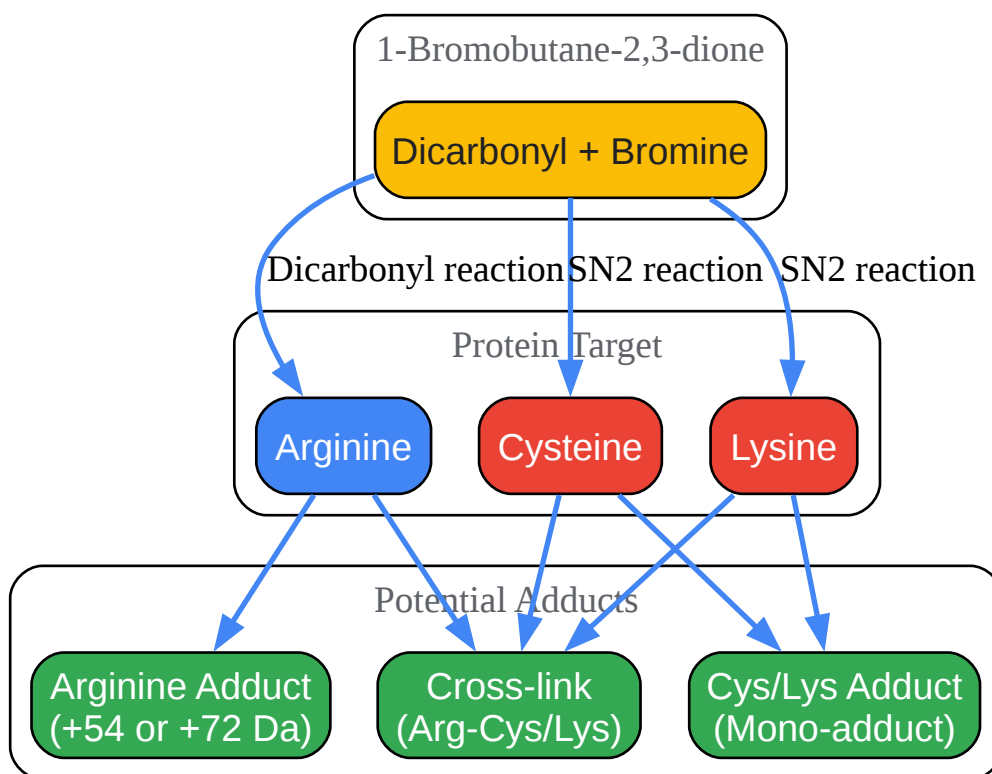 1-Bromobutane-2,3-dione
Dicarbonyl + Bromine
Dicarbonyl reaction
SN2 reaction
SN2 reaction
Protein Target
Arginine
Cysteine
Lysine
Potential Adducts
Arginine Adduct
(+54 or +72 Da)
Cross-link
(Arg-Cys/Lys)
Cys/Lys Adduct
(Mono-adduct)